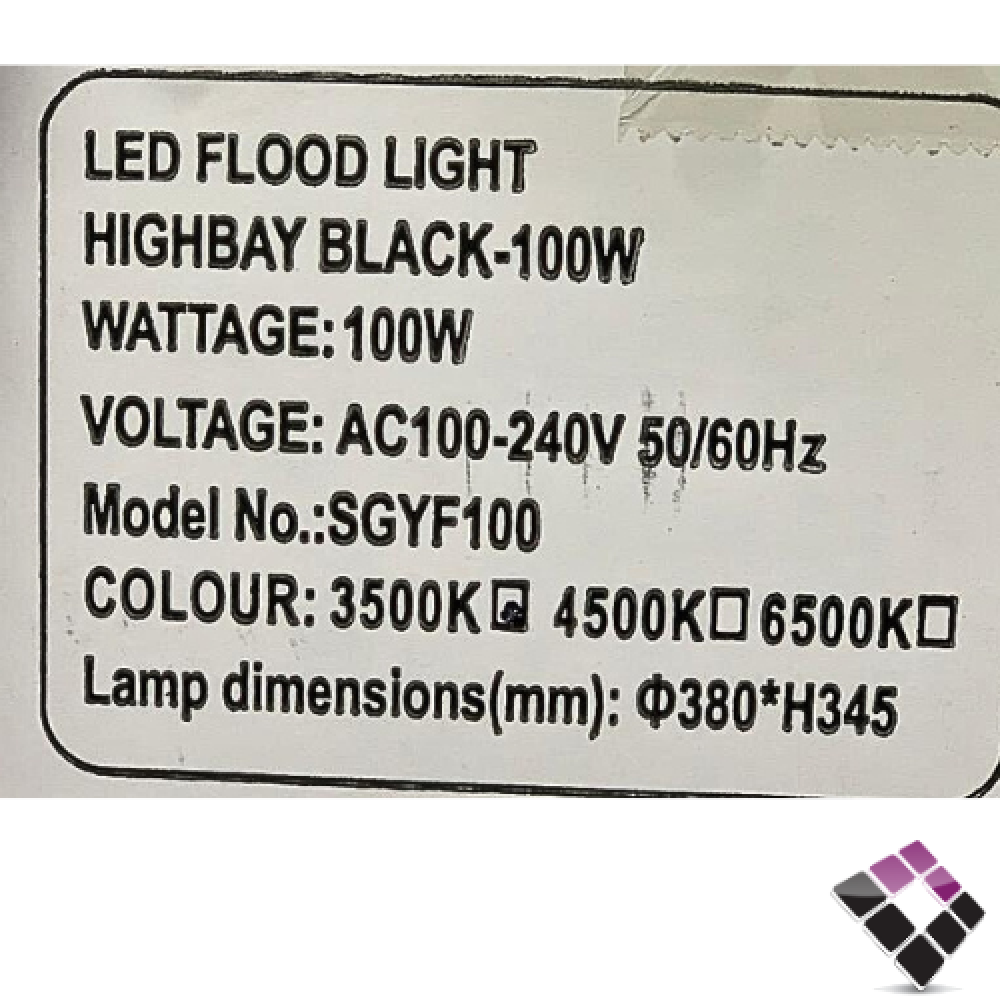 LED FLOOD LIGHT
HIGHBAY BLACK-100W
WATTAGE: 100W
VOLTAGE: AC100-240V 50/60Hz
Model No.:SGYF100
COLOUR: 3500K☑ 4500K☐ 6500K☐
Lamp dimensions(mm): Φ380*H345